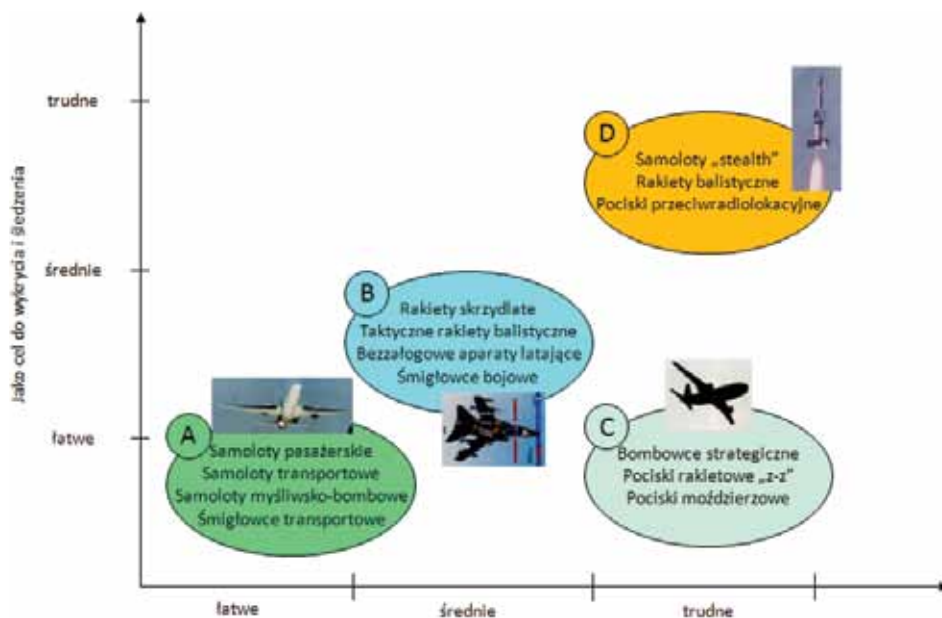 trudne
średnie
łatwe
Jako cel do wykrycia i śledzenia
D
Samoloty „stealth”
Rakiety balistyczne
Pociski przeciwradiolokacyjne
B
Rakiety skrzydlate
Taktyczne rakiety balistyczne
Bezzałogowe aparaty latające
Śmigłowce bojowe
A
Samoloty pasażerskie
Samoloty transportowe
Samoloty myśliwsko-bombowe
Śmigłowce transportowe
C
Bombowce strategiczne
Pociski rakietowe „z-z”
Pociski moździerzowe
łatwe
średnie
trudne